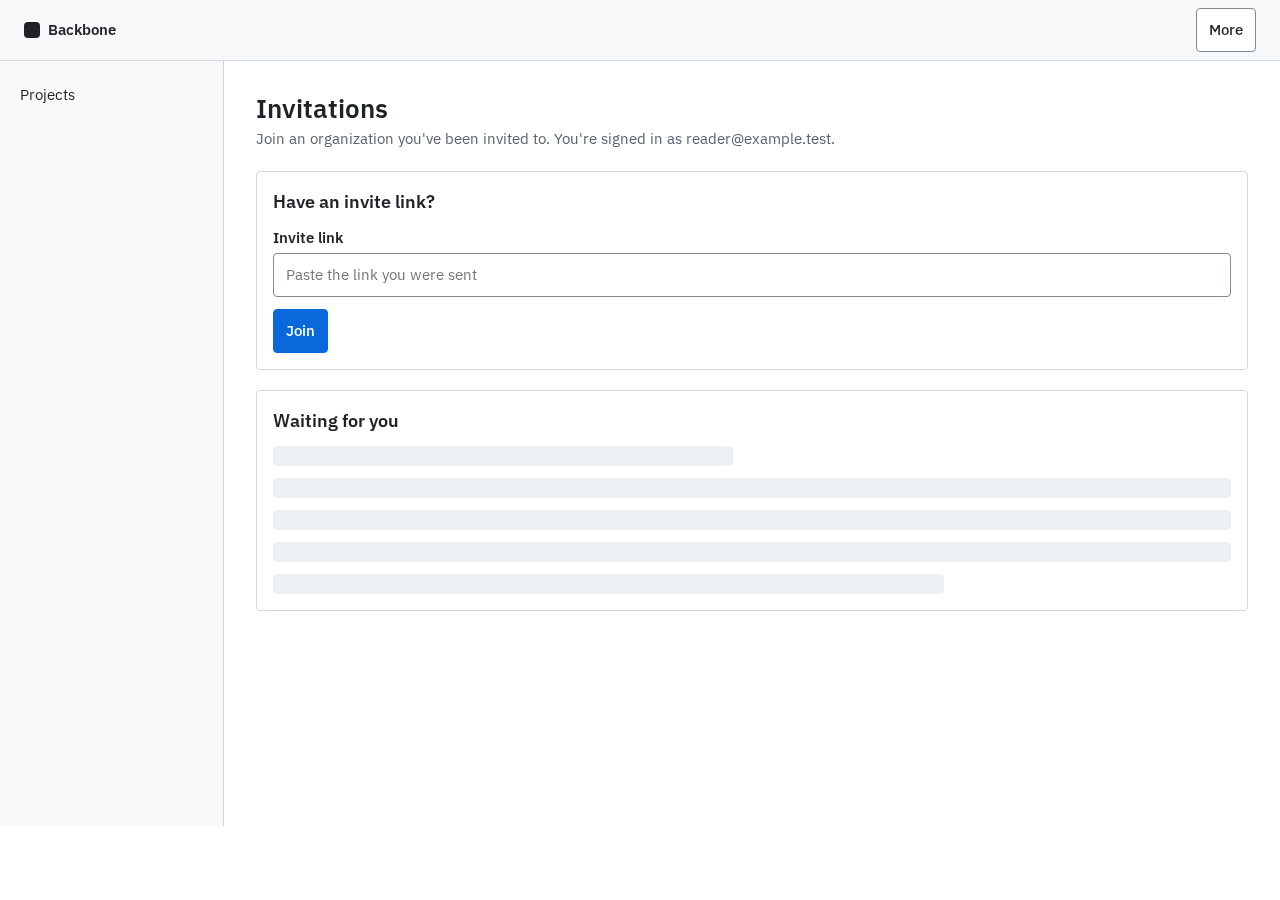 Backbone
More
Projects
Invitations
Join an organization you've been invited to. You're signed in as reader@example.test.
Have an invite link?
Invite link
Paste the link you were sent
Join
Waiting for you